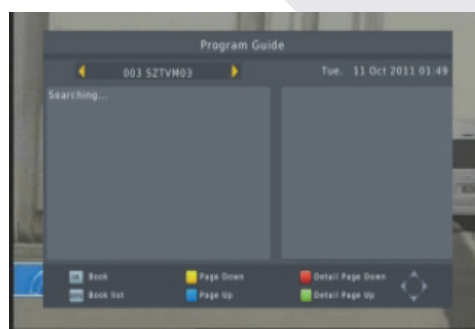 Program Guide
003 SZTVM03
Tue. 11 Oct 2011 01:49
Searching...
OK Book
Page Down
Detail Page Down
Book list
Page Up
Detail Page Up